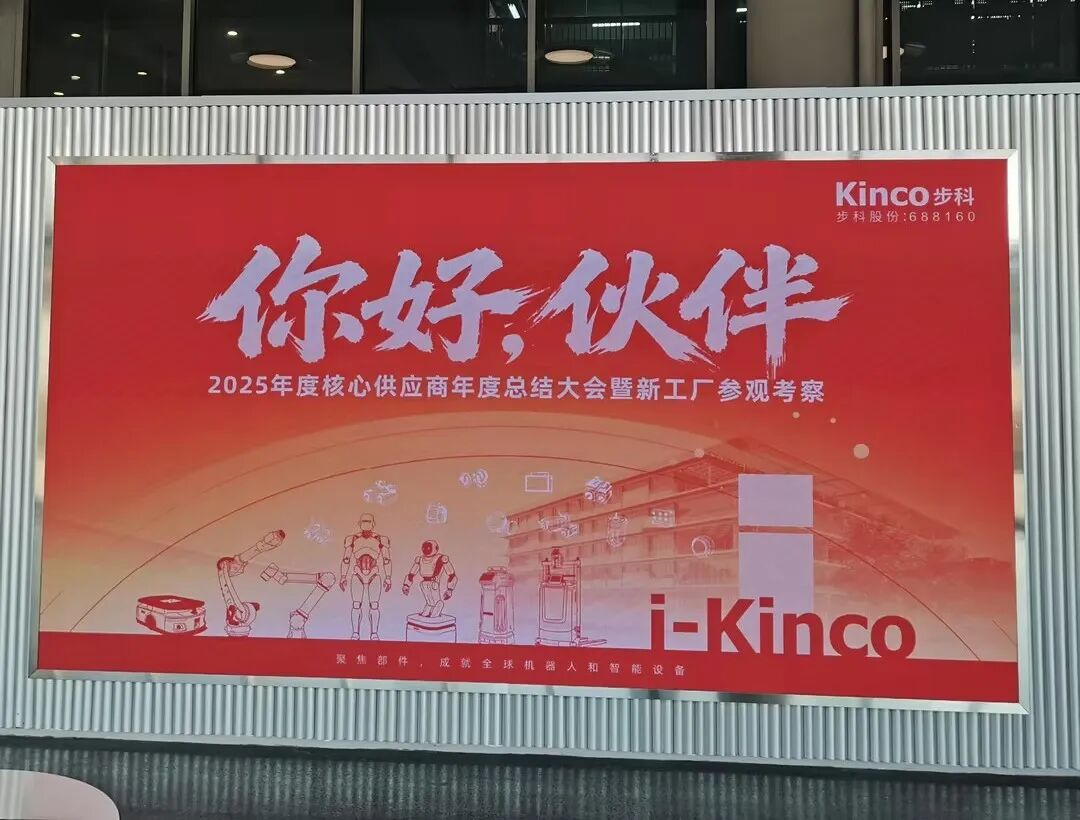 Kinco步科
步科股份:688160
你好,伙伴
2025年度核心供应商年度总结大会暨新工厂参观考察
i-Kinco
聚焦部件，成就全球机器人和智能设备